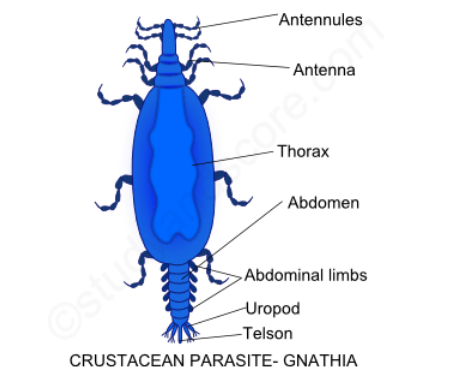 Antennules
Antenna
Thorax
Abdomen
Abdominal limbs
Uropod
Telson
CRUSTACEAN PARASITE- GNATHIA